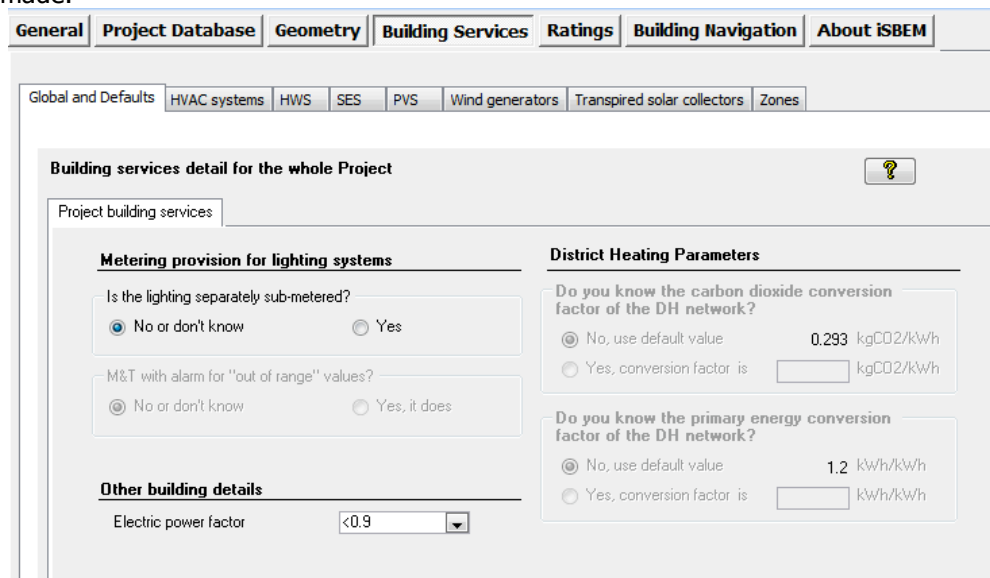 made.
General Project Database Geometry Building Services Ratings Building Navigation About iSBEM
Global and Defaults HVAC systems HWS SES PVS Wind generators Transpired solar collectors Zones
Building services detail for the whole Project
?
Project building services
Metering provision for lighting systems
Is the lighting separately sub-metered?
No or don't know Yes
M&T with alarm for "out of range" values?
No or don't know Yes, it does
Other building details
Electric power factor <0.9
District Heating Parameters
Do you know the carbon dioxide conversion
factor of the DH network?
No, use default value 0.293 kgCO2/kWh
Yes, conversion factor is kgCO2/kWh
Do you know the primary energy conversion
factor of the DH network?
No, use default value 1.2 kWh/kWh
Yes, conversion factor is kWh/kWh